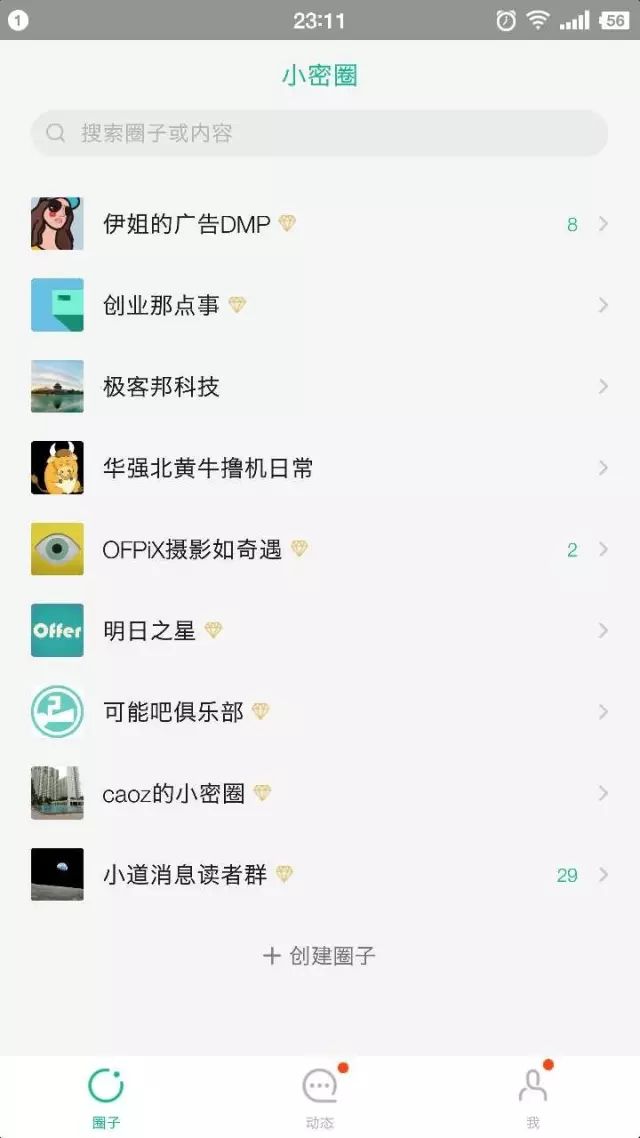 1 23:11 56
小密圈
搜索圈子或内容
伊姐的广告DMP 8
创业那点事
极客邦科技
华强北黄牛撸机日常
OFPiX摄影如奇遇 2
Offer 明日之星
可能吧俱乐部
caoz的小密圈
小道消息读者群 29
+ 创建圈子
圈子 动态 我